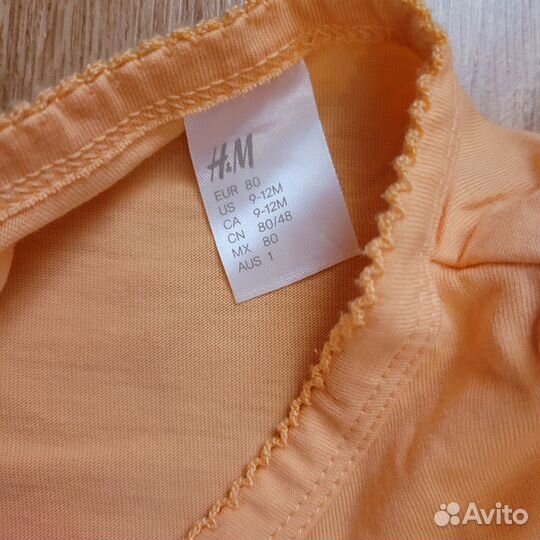 H&M
EUR 80
US 9-12M
CA 9-12M
CN 80/48
MX 80
AUS 1
Avito